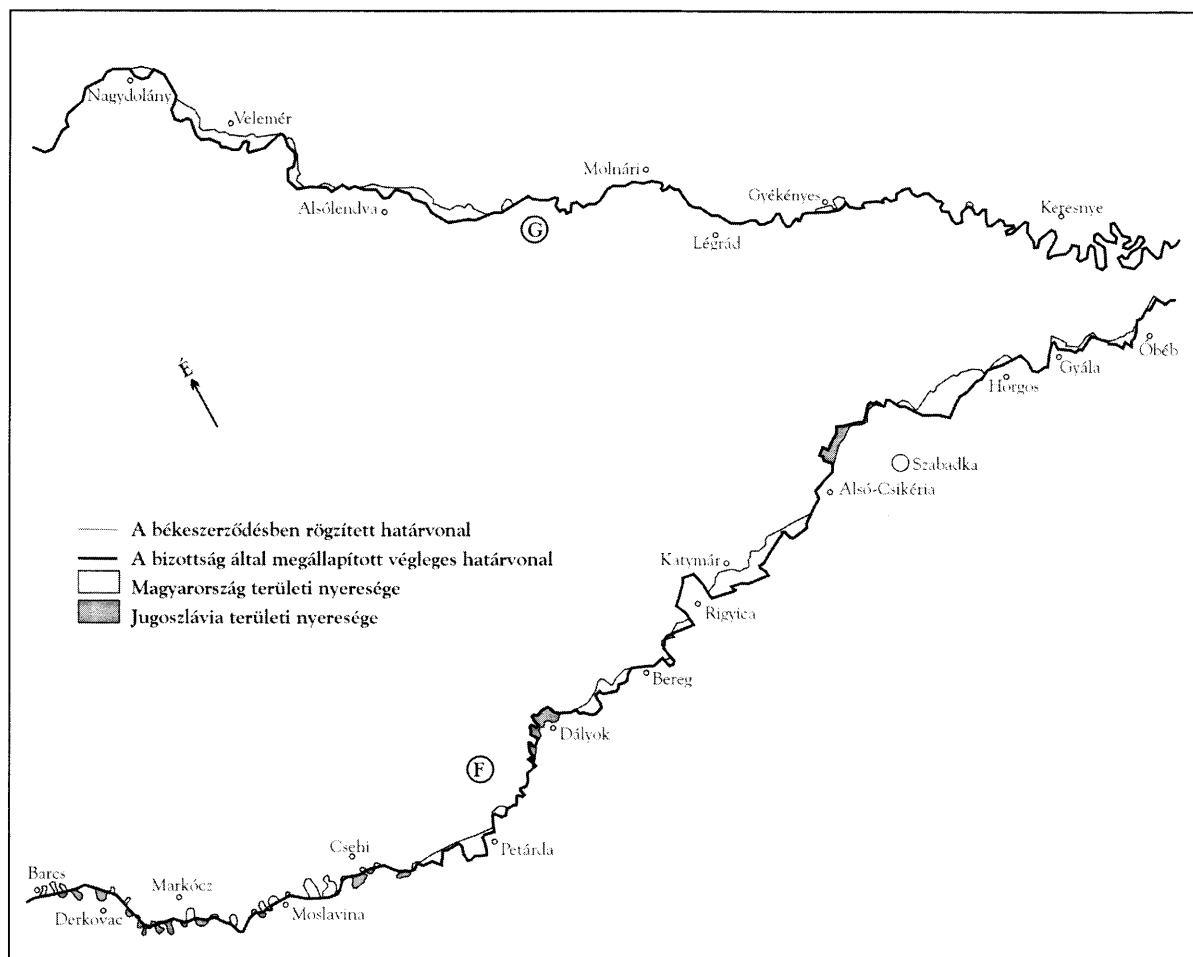 Nagydolány
Velemér
Molnári
Alsólendva
Gyékényes
Keresnye
G
Légrád
Óbéb
Gyála
Horgos
É
Szabadka
Alsó-Csikéria
A békeszerződésben rögzített határvonal
A bizottság által megállapított végleges határvonal
Magyarország területi nyeresége
Jugoszlávia területi nyeresége
Katymár
Rigyica
Bereg
Dályok
F
Petárda
Csehi
Barcs
Markócz
Derkovac
Moslavina